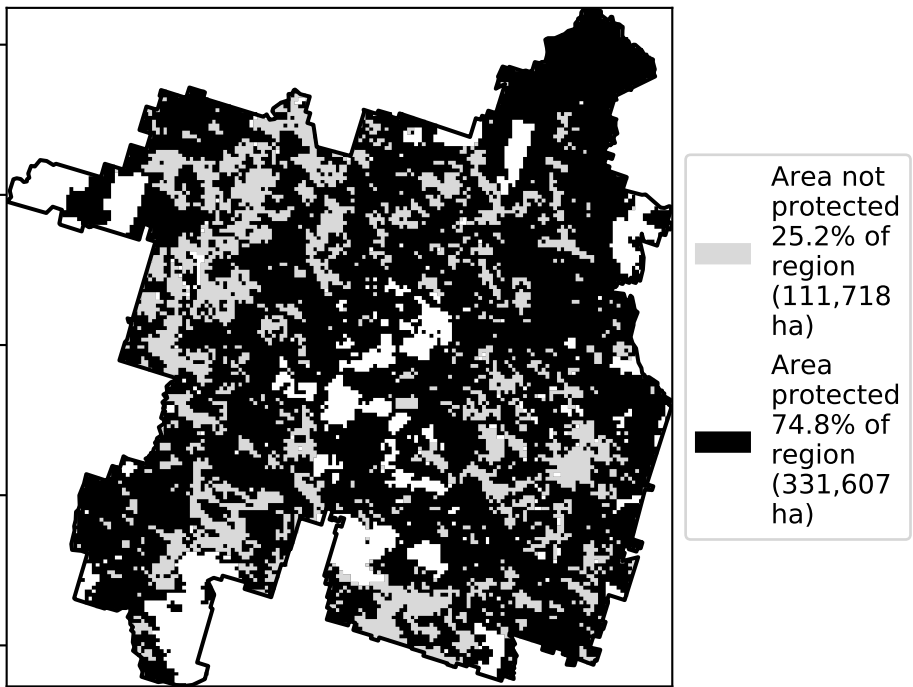 Area not
protected
25.2% of
region
(111,718
ha)
Area
protected
74.8% of
region
(331,607
ha)